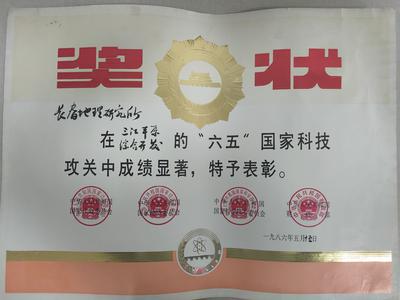 奖状
长春地理研究所
在三江平原综合开发的“六五”国家科技
攻关中成绩显著，特予表彰。
一九八六年五月